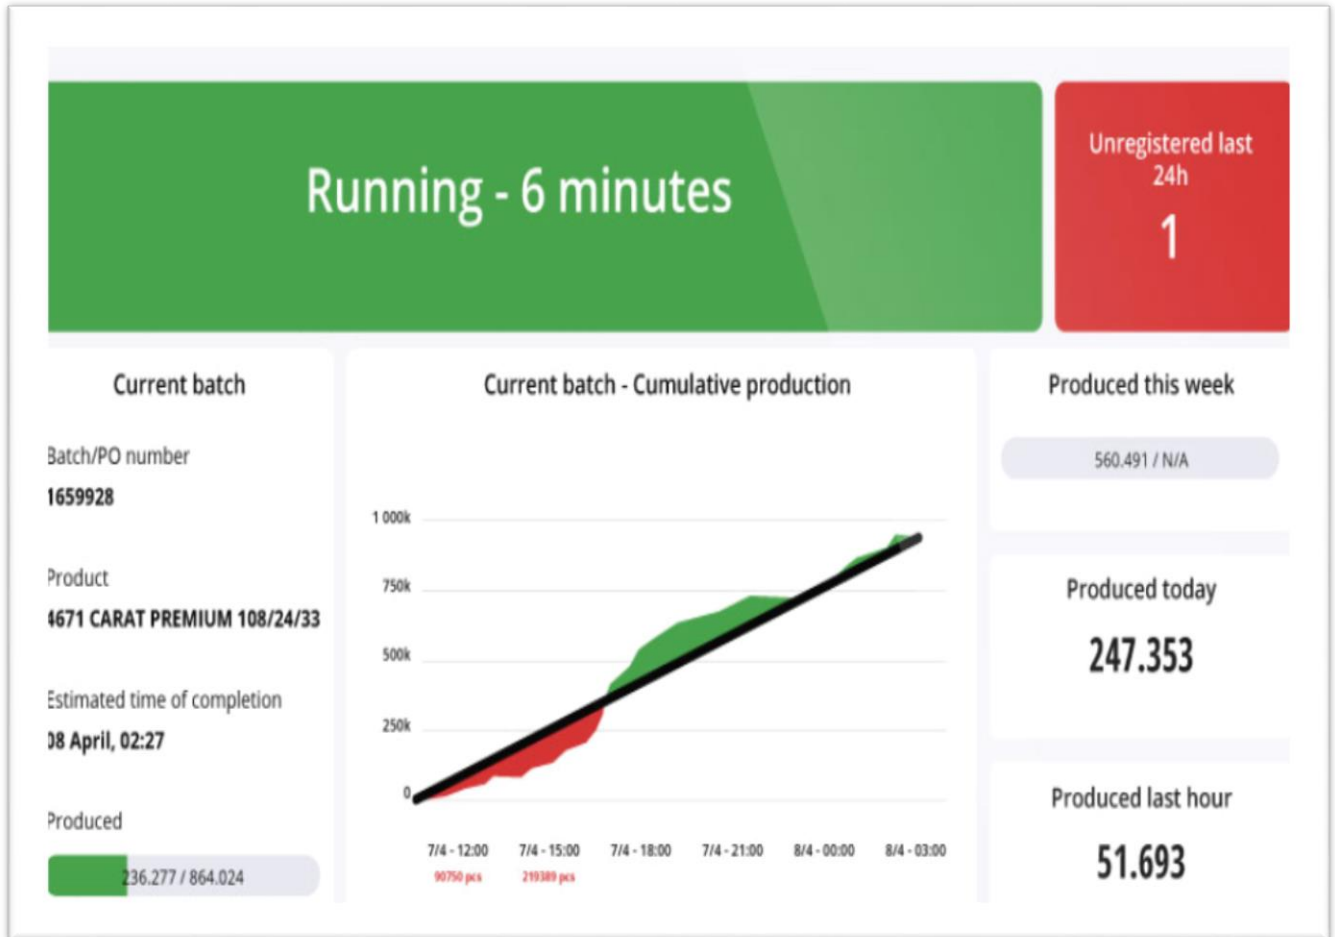 Running - 6 minutes
Unregistered last
24h
1
Current batch
Batch/PO number
1659928
Product
4671 CARAT PREMIUM 108/24/33
Estimated time of completion
08 April, 02:27
Produced
236.277 / 864.024
Current batch - Cumulative production
1 000k
750k
500k
250k
0
7/4 - 12:00 7/4 - 15:00 7/4 - 18:00 7/4 - 21:00 8/4 - 00:00 8/4 - 03:00
90750 pcs 219389 pcs
Produced this week
560.491 / N/A
Produced today
247.353
Produced last hour
51.693